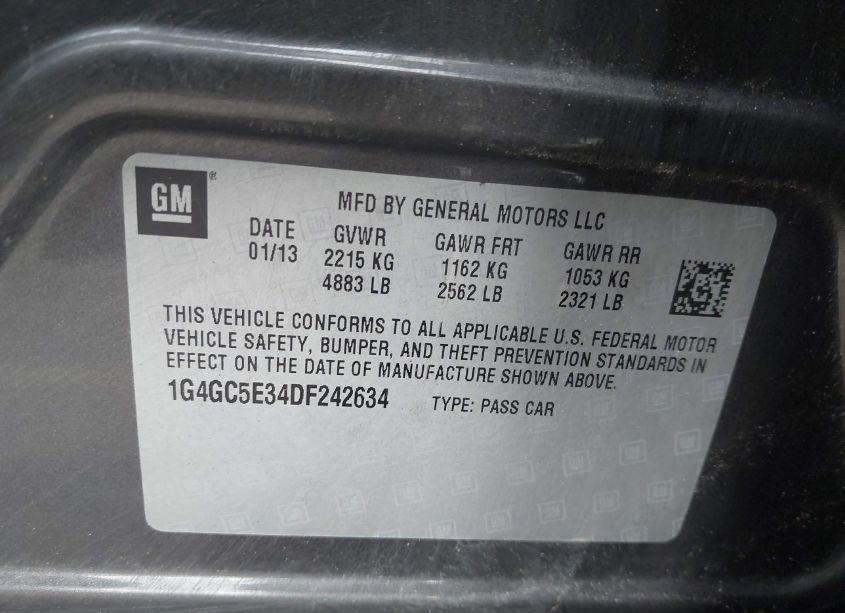 GM®
MFD BY GENERAL MOTORS LLC
DATE GVWR GAWR FRT GAWR RR
01/13 2215 KG 1162 KG 1053 KG
4883 LB 2562 LB 2321 LB
THIS VEHICLE CONFORMS TO ALL APPLICABLE U.S. FEDERAL MOTOR
VEHICLE SAFETY, BUMPER, AND THEFT PREVENTION STANDARDS IN
EFFECT ON THE DATE OF MANUFACTURE SHOWN ABOVE.
1G4GC5E34DF242634 TYPE: PASS CAR